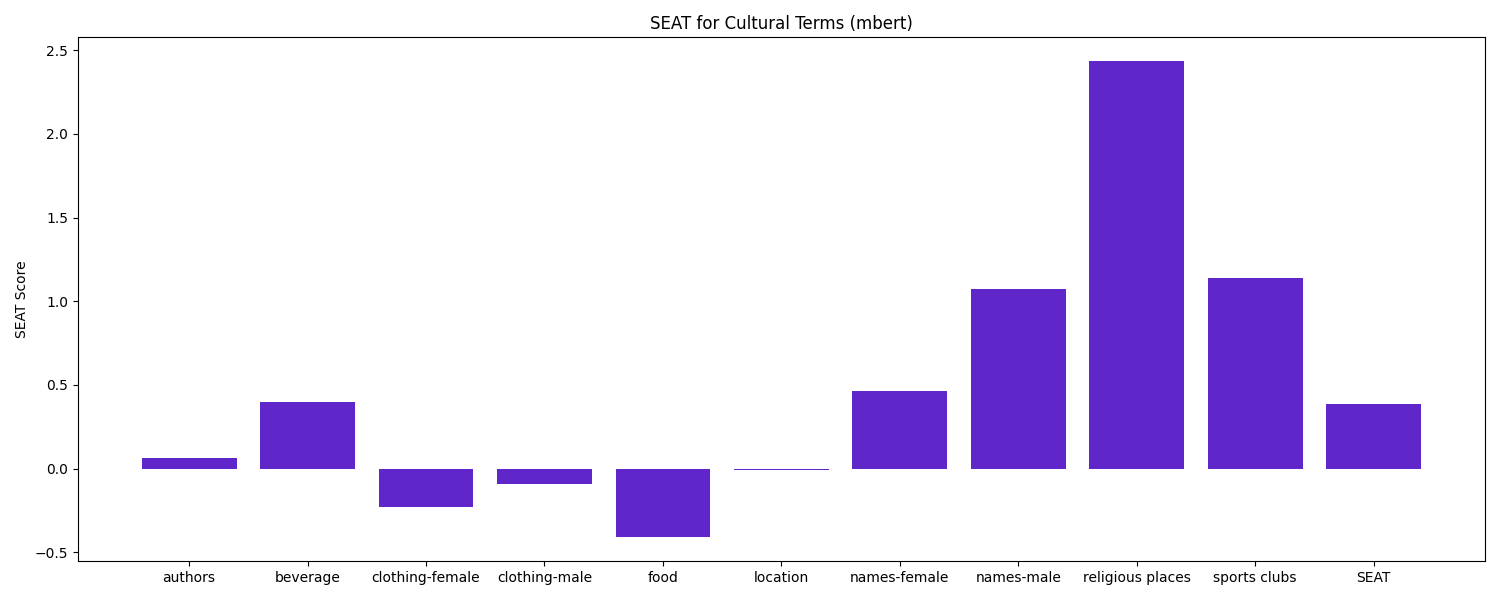 SEAT for Cultural Terms (mbert)
SEAT Score
2.5
2.0
1.5
1.0
0.5
0.0
−0.5
authors beverage clothing-female clothing-male food location names-female names-male religious places sports clubs SEAT